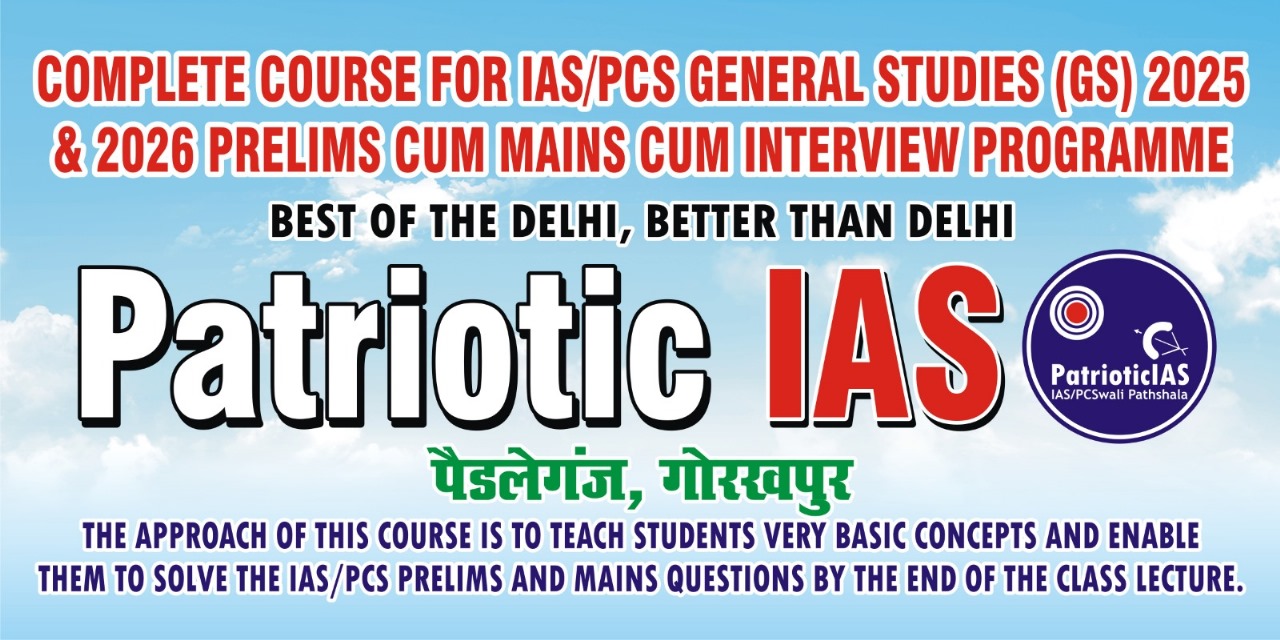 COMPLETE COURSE FOR IAS/PCS GENERAL STUDIES (GS) 2025
& 2026 PRELIMS CUM MAINS CUM INTERVIEW PROGRAMME
BEST OF THE DELHI, BETTER THAN DELHI
Patriotic IAS
PatrioticIAS
IAS/PCSwali Pathshala
पैडलेगंज, गोरखपुर
THE APPROACH OF THIS COURSE IS TO TEACH STUDENTS VERY BASIC CONCEPTS AND ENABLE
THEM TO SOLVE THE IAS/PCS PRELIMS AND MAINS QUESTIONS BY THE END OF THE CLASS LECTURE.